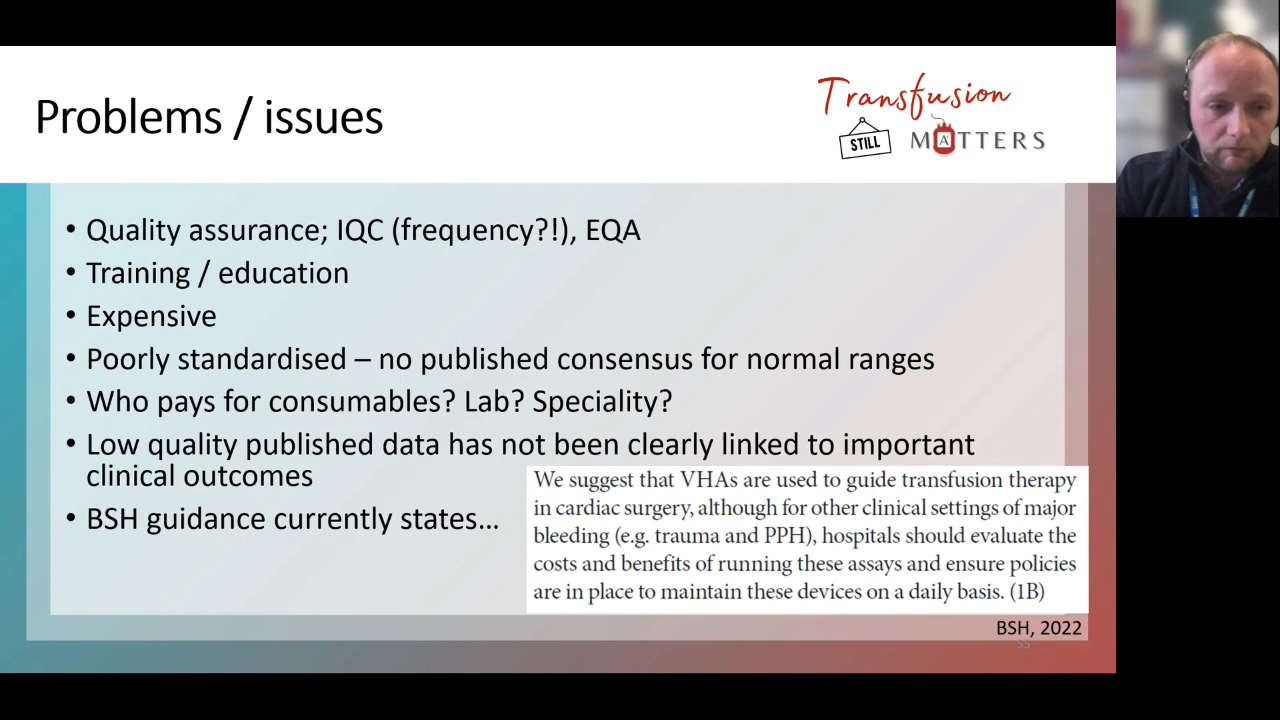 Problems / issues
Transfusion
STILL
MATTERS
• Quality assurance; IQC (frequency?!), EQA
• Training / education
• Expensive
• Poorly standardised – no published consensus for normal ranges
• Who pays for consumables? Lab? Speciality?
• Low quality published data has not been clearly linked to important
clinical outcomes
• BSH guidance currently states…
We suggest that VHAs are used to guide transfusion therapy
in cardiac surgery, although for other clinical settings of major
bleeding (e.g. trauma and PPH), hospitals should evaluate the
costs and benefits of running these assays and ensure policies
are in place to maintain these devices on a daily basis. (1B)
BSH, 2022